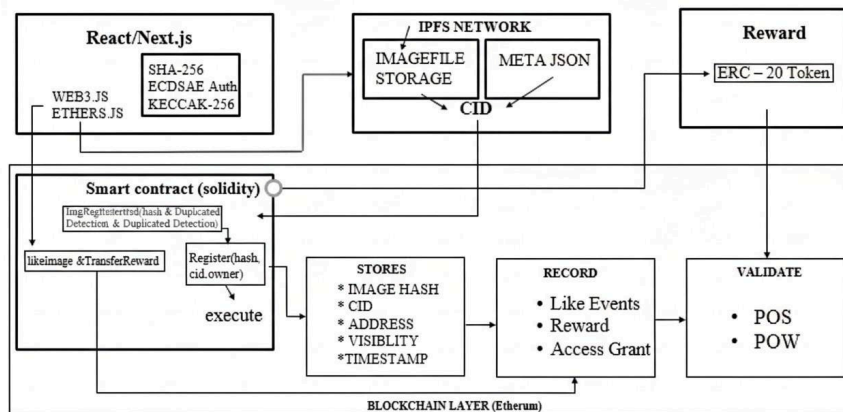 React/Next.js
SHA-256
ECDSAE Auth
KECCAK-256
WEB3.JS
ETHERS.JS
IPFS NETWORK
IMAGEFILE
STORAGE
META JSON
CID
Reward
ERC – 20 Token
Smart contract (solidity)
(hash & Duplicated
Detection & Duplicated Detection)
likeimage &TransferReward
Register(hash,
cid.owner)
execute
STORES
* IMAGE HASH
* CID
* ADDRESS
* VISIBLITY
*TIMESTAMP
RECORD
• Like Events
• Reward
• Access Grant
VALIDATE
• POS
• POW
BLOCKCHAIN LAYER (Etherum)